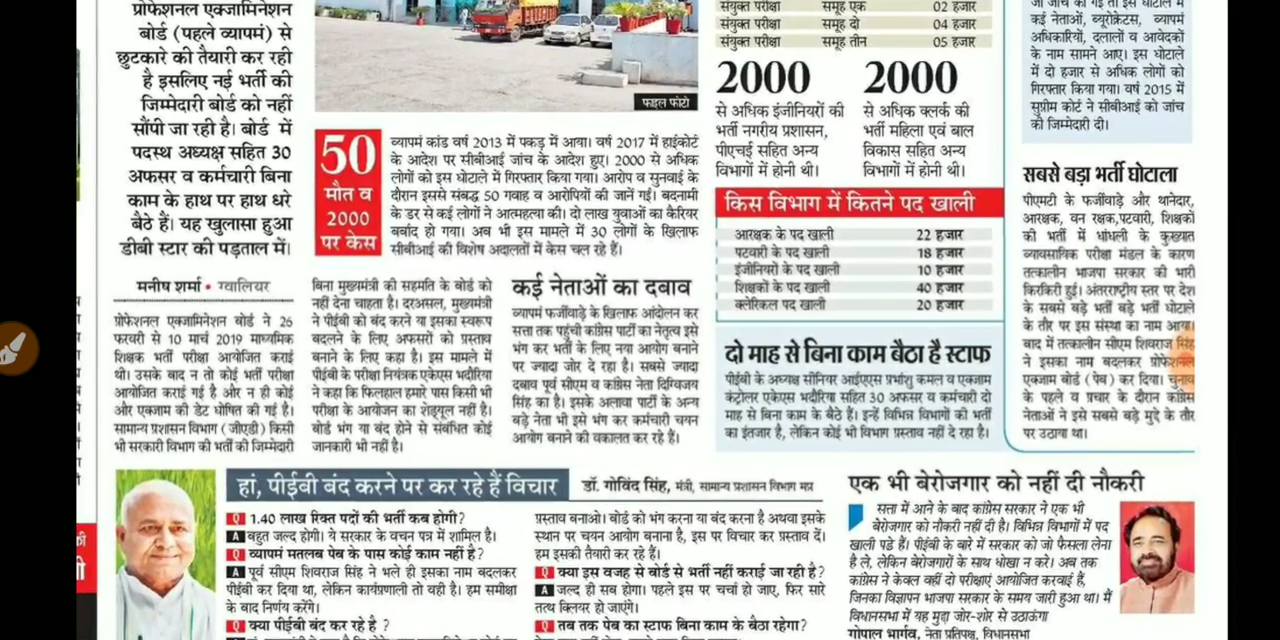 प्रोफेशनल एक्जामिनेशन
बोर्ड (पहले व्यापमं) से
छुटकारे की तैयारी कर रही
है इसलिए नई भर्ती की
जिम्मेदारी बोर्ड को नहीं
सौंपी जा रही है। बोर्ड में
पदस्थ अध्यक्ष सहित 30
अफसर व कर्मचारी बिना
काम के हाथ पर हाथ धरे
बैठे हैं। यह खुलासा हुआ
डीबी स्टार की पड़ताल में।
मनीष शर्मा • ग्वालियर
प्रोफेशनल एक्जामिनेशन बोर्ड ने 26
फरवरी से 10 मार्च 2019 माध्यमिक
शिक्षक भर्ती परीक्षा आयोजित कराई
थी। उसके बाद न तो कोई भर्ती परीक्षा
आयोजित कराई गई है और न ही कोई
और एकजाम की डेट घोषित की गई है।
सामान्य प्रशासन विभाग (जीएडी) किसी
भी सरकारी विभाग की भर्ती की जिम्मेदारी
फाइल फोटो
50
मौत व
2000
पर केस
व्यापमं कांड वर्ष 2013 में पकड़ में आया। वर्ष 2017 में हाईकोर्ट
के आदेश पर सीबीआई जांच के आदेश हुए। 2000 से अधिक
लोगों को इस घोटाले में गिरफ्तार किया गया। आरोप व सुनवाई के
दौरान इससे संबद्ध 50 गवाह व आरोपियों की जानें गईं। बदनामी
के डर से कई लोगों ने आत्महत्या की। दो लाख युवाओं का कैरियर
बर्बाद हो गया। अब भी इस मामले में 30 लोगों के खिलाफ
सीबीआई की विशेष अदालतों में केस चल रहे हैं।
बिना मुख्यमंत्री की सहमति के बोर्ड को
नहीं देना चाहता है। दरअसल, मुख्यमंत्री
ने पीईबी को बंद करने या इसका स्वरूप
बदलने के लिए अफसरों को प्रस्ताव
बनाने के लिए कहा है। इस मामले में
पीईबी के परीक्षा नियंत्रक एकेएस भदौरिया
ने कहा कि फिलहाल हमारे पास किसी भी
परीक्षा के आयोजन का शेड्यूल नहीं है।
बोर्ड भंग या बंद होने से संबंधित कोई
जानकारी भी नहीं है।
कई नेताओं का दबाव
व्यापमं फर्जीवाड़े के खिलाफ आंदोलन कर
सत्ता तक पहुंची कांग्रेस पार्टी का नेतृत्व इसे
भंग कर भर्ती के लिए नया आयोग बनाने
पर ज्यादा जोर दे रहा है। सबसे ज्यादा
दबाव पूर्व सीएम व कांग्रेस नेता दिग्विजय
सिंह का है। इसके अलावा पार्टी के अन्य
बड़े नेता भी इसे भंग कर कर्मचारी चयन
आयोग बनाने की वकालत कर रहे हैं।
संयुक्त परीक्षा समूह एक 02 हजार
संयुक्त परीक्षा समूह दो 04 हजार
संयुक्त परीक्षा समूह तीन 05 हजार
2000
से अधिक इंजीनियरों की
भर्ती नगरीय प्रशासन,
पीएचई सहित अन्य
विभागों में होनी थी।
2000
से अधिक क्लर्क की
भर्ती महिला एवं बाल
विकास सहित अन्य
विभागों में होनी थी।
किस विभाग में कितने पद खाली
आरक्षक के पद खाली 22 हजार
पटवारी के पद खाली 18 हजार
इंजीनियरों के पद खाली 10 हजार
शिक्षकों के पद खाली 40 हजार
क्लेरिकल पद खाली 20 हजार
दो माह से बिना काम बैठा है स्टाफ
पीईबी के अध्यक्ष सीनियर आईएएस प्रभांशु कमल व एकजाम
कंट्रोलर एकेएस भदौरिया सहित 30 अफसर व कर्मचारी दो
माह से बिना काम के बैठे हैं। इन्हें विभिन्न विभागों की भर्ती
का इंतजार है, लेकिन कोई भी विभाग प्रस्ताव नहीं दे रहा है।
कई नेताओं, ब्यूरोक्रेट्स, व्यापमं
अधिकारियों, दलालों व आवेदकों
के नाम सामने आए। इस घोटाले
में दो हजार से अधिक लोगों को
गिरफ्तार किया गया। वर्ष 2015 में
सुप्रीम कोर्ट ने सीबीआई को जांच
की जिम्मेदारी दी।
सबसे बड़ा भर्ती घोटाला
पीएमटी के फर्जीवाड़े और थानेदार,
आरक्षक, वन रक्षक,पटवारी, शिक्षकों
की भर्ती में धांधली के कुख्यात
व्यावसायिक परीक्षा मंडल के कारण
तत्कालीन भाजपा सरकार की भारी
किरकिरी हुई। अंतरराष्ट्रीय स्तर पर देश
के सबसे बड़े भर्ती बड़े भर्ती घोटाले
के तौर पर इस संस्था का नाम आया।
बाद में तत्कालीन सीएम शिवराज सिंह
ने इसका नाम बदलकर प्रोफेशनल
एकजाम बोर्ड (पेब) कर दिया। चुनाव
के पहले व प्रचार के दौरान कांग्रेस
नेताओं ने इसे सबसे बड़े मुद्दे के तौर
पर उठाया था।
हां, पीईबी बंद करने पर कर रहे हैं विचार
डॉ. गोविंद सिंह, मंत्री, सामान्य प्रशासन विभाग मप्र
Q 1.40 लाख रिक्त पदों की भर्ती कब होगी?
A बहुत जल्द होगी। ये सरकार के वचन पत्र में शामिल है।
Q व्यापमं मतलब पेब के पास कोई काम नहीं है?
A पूर्व सीएम शिवराज सिंह ने भले ही इसका नाम बदलकर
पीईबी कर दिया था, लेकिन कार्यप्रणाली तो वही है। हम समीक्षा
के बाद निर्णय करेंगे।
Q क्या पीईबी बंद कर रहे है ?
प्रस्ताव बनाओ। बोर्ड को भंग करना या बंद करना है अथवा इसके
स्थान पर चयन आयोग बनाना है, इस पर विचार कर प्रस्ताव दें।
हम इसकी तैयारी कर रहे हैं।
Q क्या इस वजह से बोर्ड से भर्ती नहीं कराई जा रही है?
A जल्द ही सब होगा। पहले इस पर चर्चा हो जाए, फिर सारे
तथ्य क्लियर हो जाएंगे।
Q तब तक पेब का स्टाफ बिना काम के बैठा रहेगा?
एक भी बेरोजगार को नहीं दी नौकरी
सत्ता में आने के बाद कांग्रेस सरकार ने एक भी
बेरोजगार को नौकरी नहीं दी है। विभिन्न विभागों में पद
खाली पडे हैं। पीईबी के बारे में सरकार को जो फैसला लेना
है ले, लेकिन बेरोजगारों के साथ धोखा न करे। अब तक
कांग्रेस ने केवल वहीं दो परीक्षाएं आयोजित करवाई हैं,
जिनका विज्ञापन भाजपा सरकार के समय जारी हुआ था। मैं
विधानसभा में यह मुद्दा जोर-शोर से उठाऊंगा
गोपाल भार्गव, नेता प्रतिपक्ष, विधानसभा